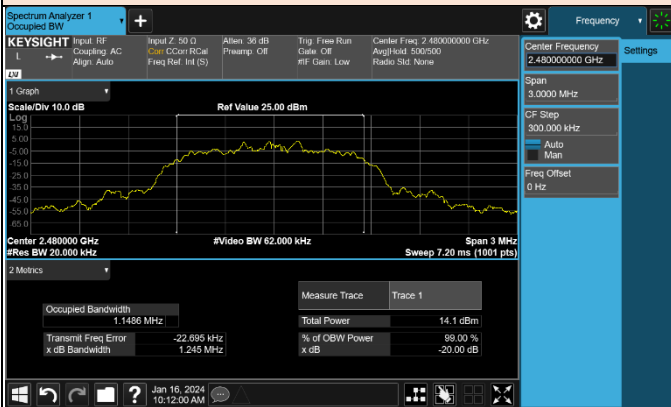 Spectrum Analyzer 1
Occupied BW
+
Frequency
KEYSIGHT
L
Input: RF
Coupling: AC
Align: Auto
Input Z: 50 Ω
Corr CCorr RCal
Freq Ref: Int (S)
Atten: 36 dB
Preamp: Off
Trig: Free Run
Gate: Off
#IF Gain: Low
Center Freq: 2.480000000 GHz
Avg|Hold: 500/500
Radio Std: None
Center Frequency
2.480000000 GHz
Settings
Span
3.0000 MHz
CF Step
300.000 kHz
Auto
Man
Freq Offset
0 Hz
1 Graph
Scale/Div 10.0 dB
Ref Value 25.00 dBm
Log
15.0
5.00
-5.00
-15.0
-25.0
-35.0
-45.0
-55.0
-65.0
Center 2.480000 GHz
#Video BW 62.000 kHz
Span 3 MHz
#Res BW 20.000 kHz
Sweep 7.20 ms (1001 pts)
2 Metrics
Measure Trace
Trace 1
Occupied Bandwidth
1.1486 MHz
Total Power
14.1 dBm
Transmit Freq Error
-22.695 kHz
% of OBW Power
99.00 %
x dB Bandwidth
1.245 MHz
x dB
-20.00 dB
?
Jan 16, 2024
10:12:00 AM